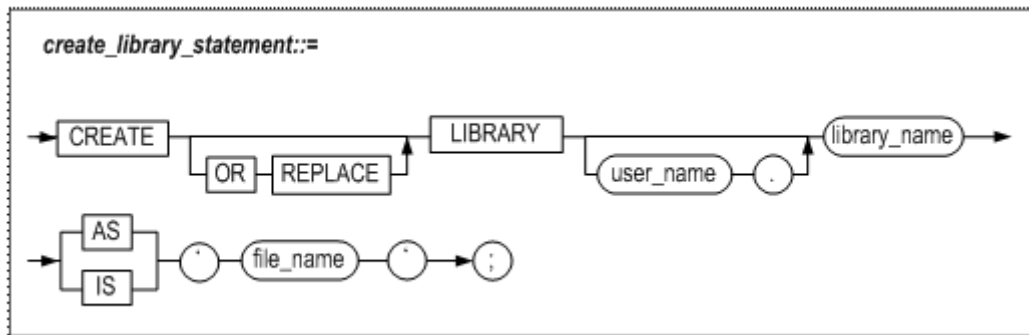 create_library_statement::=
CREATE LIBRARY library_name
OR REPLACE user_name .
AS
' file_name ' ;
IS